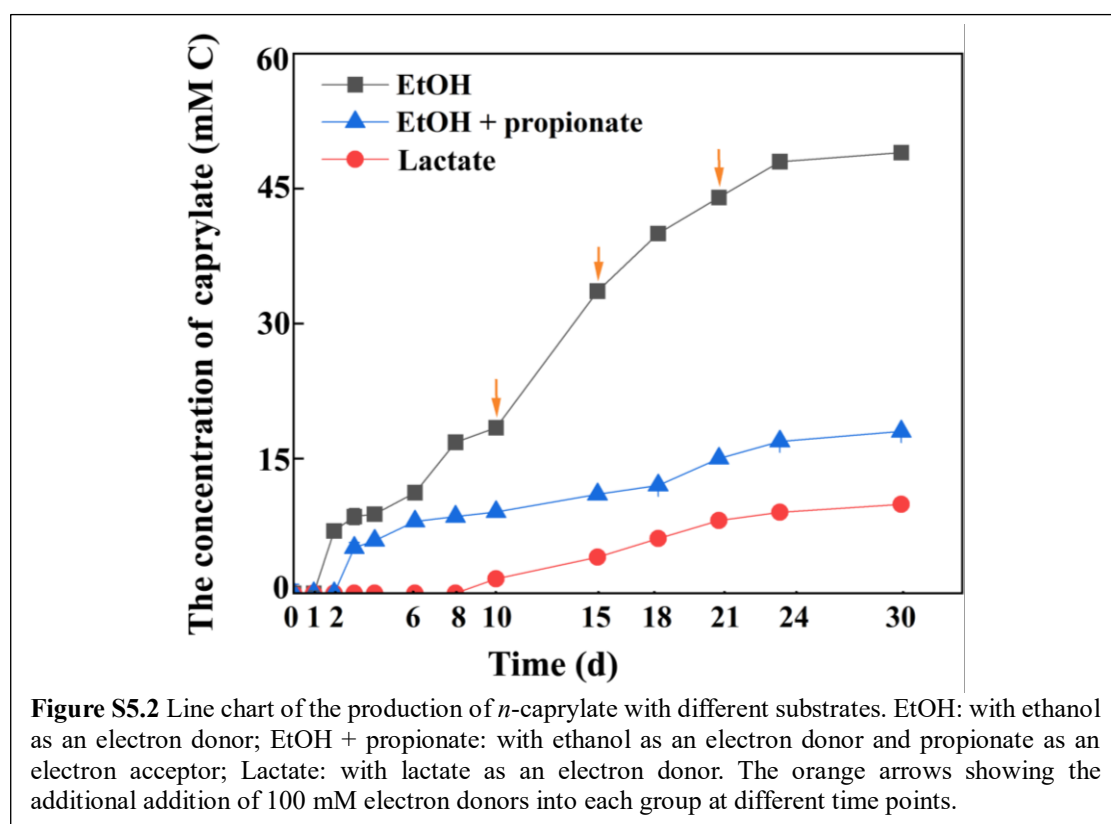 The concentration of caprylate (mM C)
60
45
30
15
0
EtOH
EtOH + propionate
Lactate
0 1 2 6 8 10 15 18 21 24 30
Time (d)
Figure S5.2 Line chart of the production of n-caprylate with different substrates. EtOH: with ethanol
as an electron donor; EtOH + propionate: with ethanol as an electron donor and propionate as an
electron acceptor; Lactate: with lactate as an electron donor. The orange arrows showing the
additional addition of 100 mM electron donors into each group at different time points.